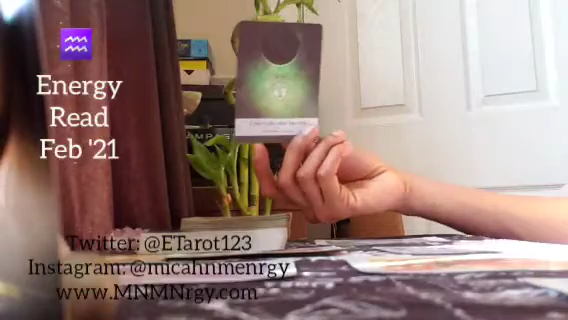 ♒
Energy
Read
Feb '21
Twitter: @ETarot123
Instagram: @micahnmenrgy
www.MNMNrgy.com